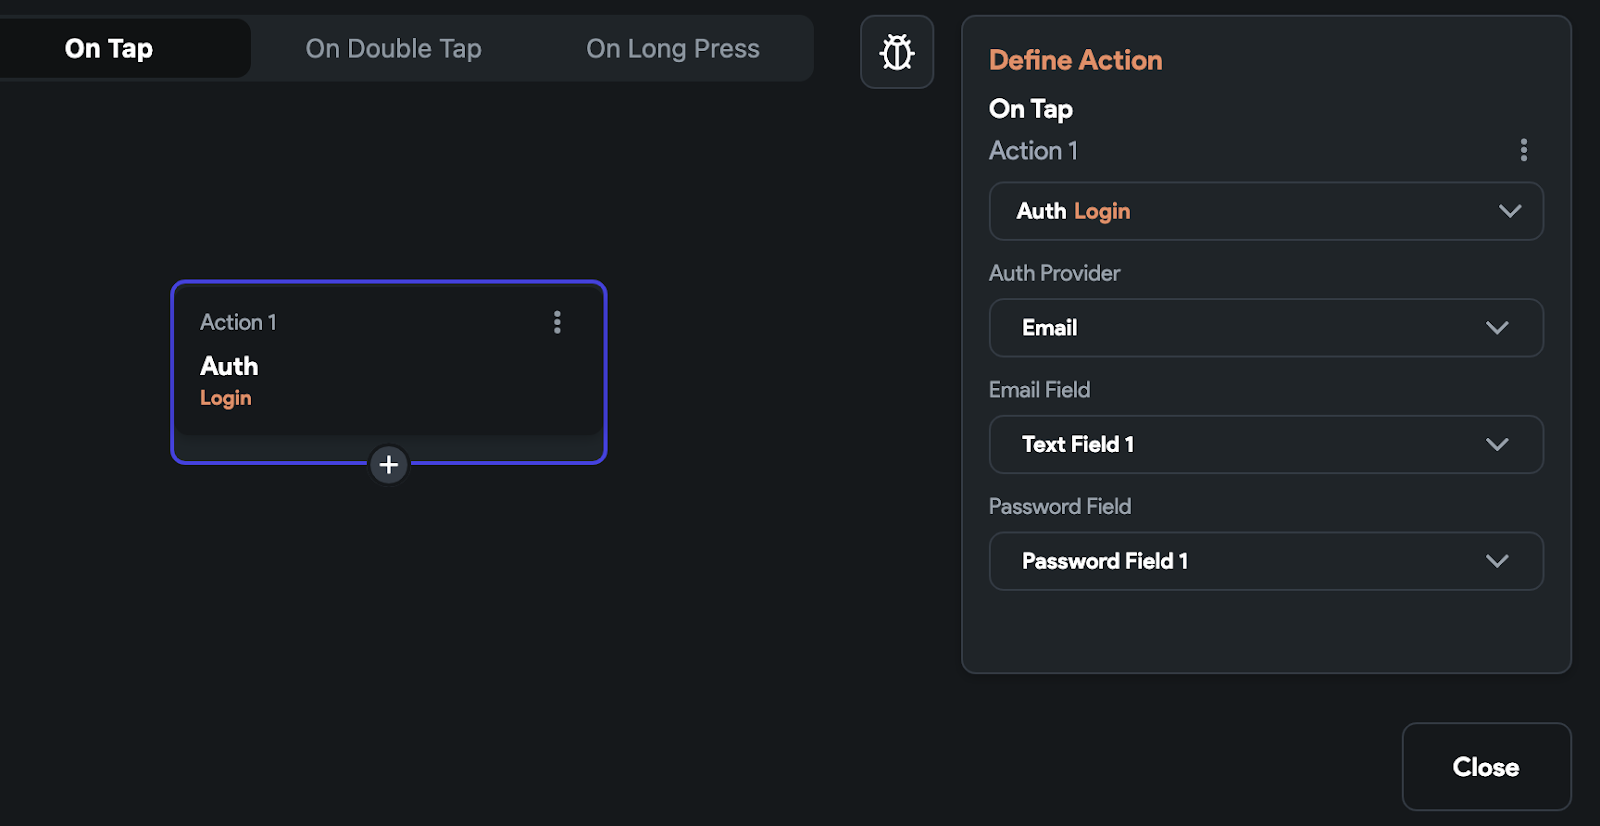 On Tap
On Double Tap
On Long Press
Action 1
Auth
Login
Define Action
On Tap
Action 1
Auth Login
Auth Provider
Email
Email Field
Text Field 1
Password Field
Password Field 1
Close